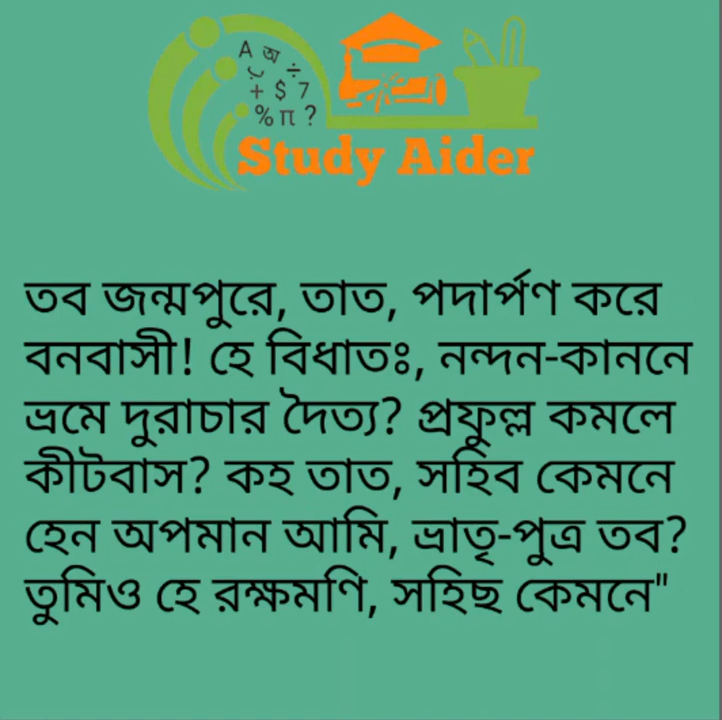 A অ ÷
+ $ 7
% π ?
Study Aider
তব জন্মপুরে, তাত, পদার্পণ করে
বনবাসী! হে বিধাতঃ, নন্দন-কাননে
ভ্রমে দুরাচার দৈত্য? প্রফুল্ল কমলে
কীটবাস? কহ তাত, সহিব কেমনে
হেন অপমান আমি, ভ্রাতৃ-পুত্র তব?
তুমিও হে রক্ষমণি, সহিছ কেমনে"